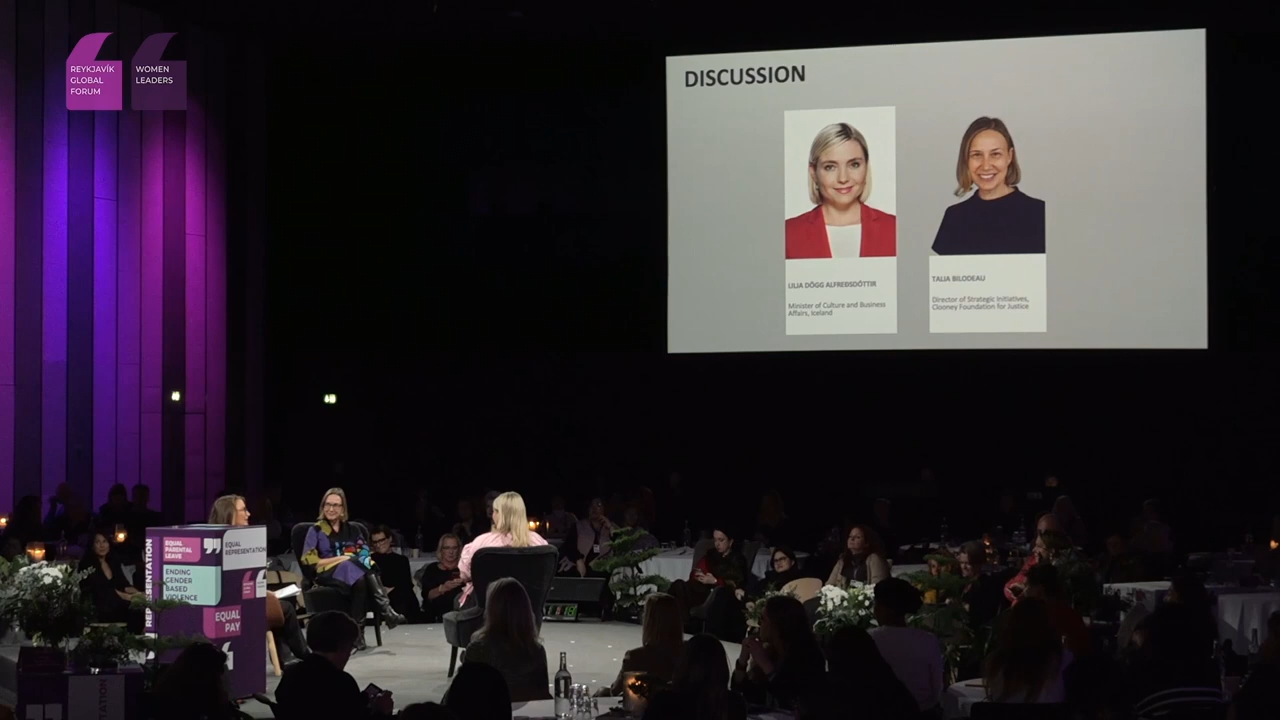 REYKJAVÍK
GLOBAL
FORUM
WOMEN
LEADERS
DISCUSSION
LILJA DÖGG ALFREÐSDÓTTIR
Minister of Culture and Business
Affairs, Iceland
TALIA BILODEAU
Director of Strategic Initiatives,
Clooney Foundation for Justice
EQUAL
PARENTAL
LEAVE
EQUAL
REPRESENTATION
ENDING
GENDER
BASED
VIOLENCE
EQUAL
PAY
REPRESENTATION